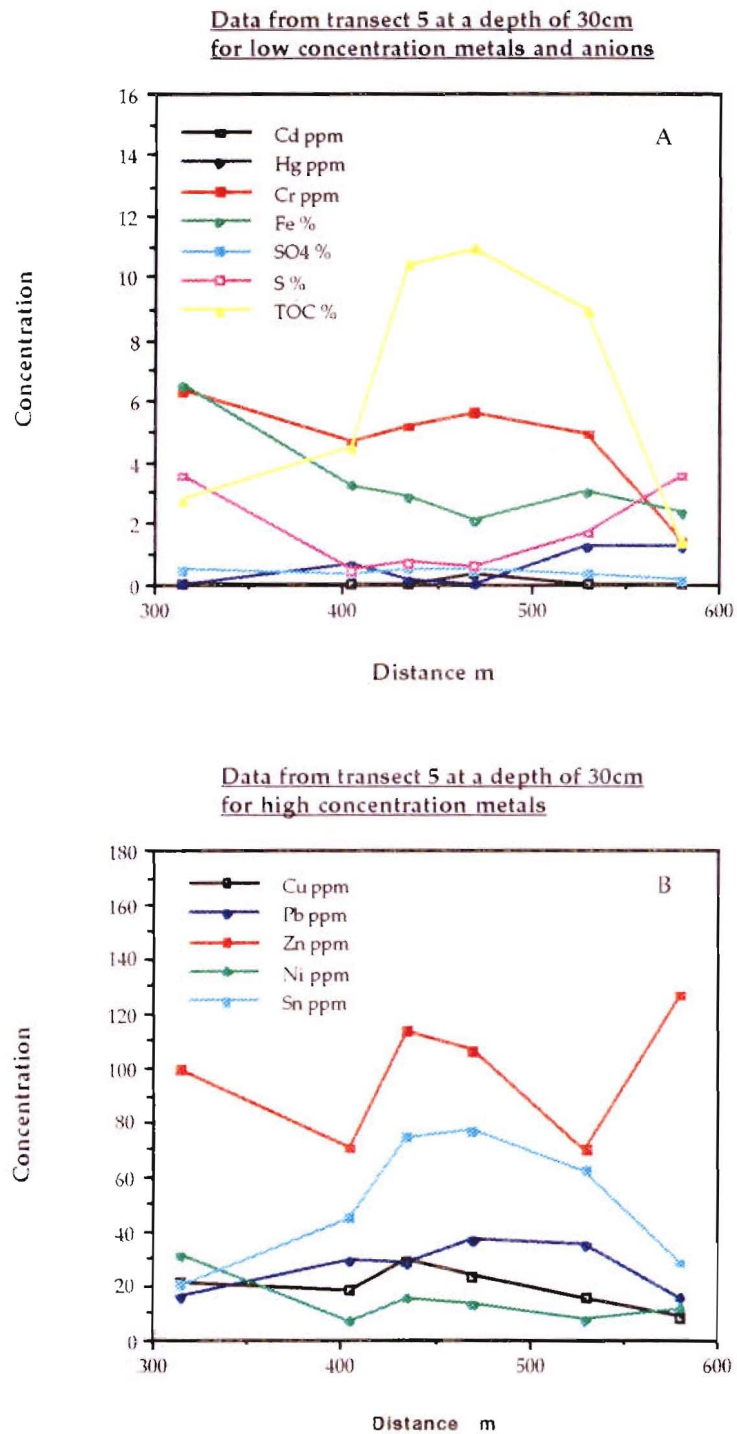 Data from transect 5 at a depth of 30cm
for low concentration metals and anions
16
14
12
10
8
6
4
2
0
Concentration
A
Cd ppm
Hg ppm
Cr ppm
Fe %
SO4 %
S %
TOC %
300
400
500
600
Distance m
Data from transect 5 at a depth of 30cm
for high concentration metals
180
160
140
120
100
80
60
40
20
0
Concentration
B
Cu ppm
Pb ppm
Zn ppm
Ni ppm
Sn ppm
300
400
500
600
Distance m